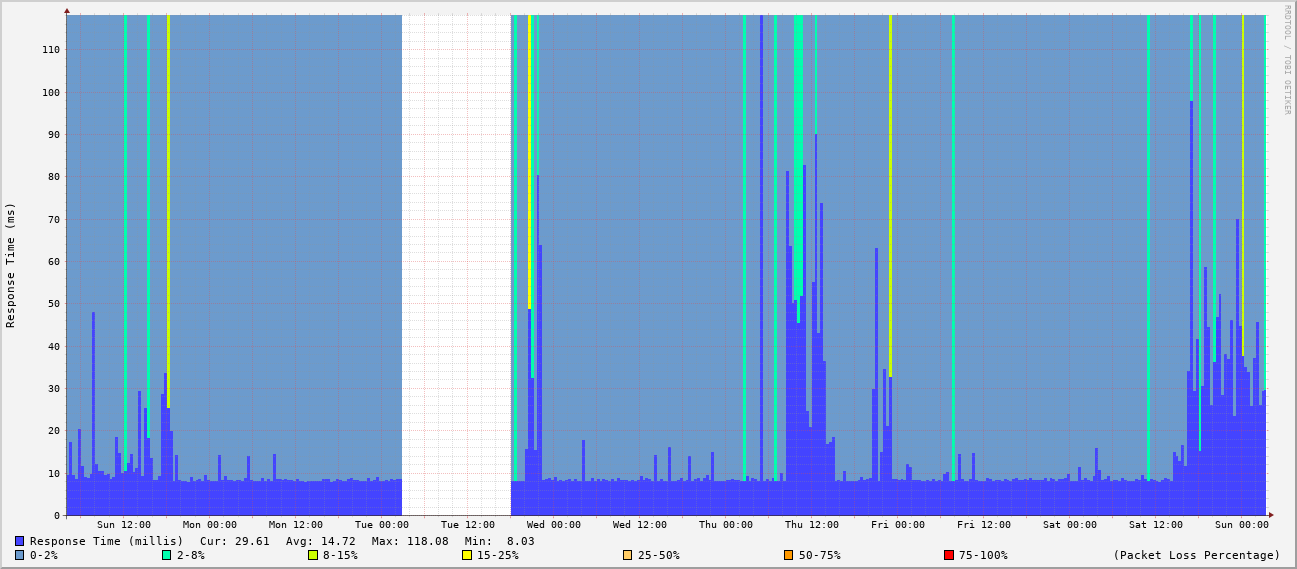 RRDTOOL / TOBI OETIKER
Response Time (ms)
110
100
90
80
70
60
50
40
30
20
10
0
Sun 12:00 Mon 00:00 Mon 12:00 Tue 00:00 Tue 12:00 Wed 00:00 Wed 12:00 Thu 00:00 Thu 12:00 Fri 00:00 Fri 12:00 Sat 00:00 Sat 12:00 Sun 00:00
Response Time (millis) Cur: 29.61 Avg: 14.72 Max: 118.08 Min: 8.03
0-2% 2-8% 8-15% 15-25% 25-50% 50-75% 75-100% (Packet Loss Percentage)